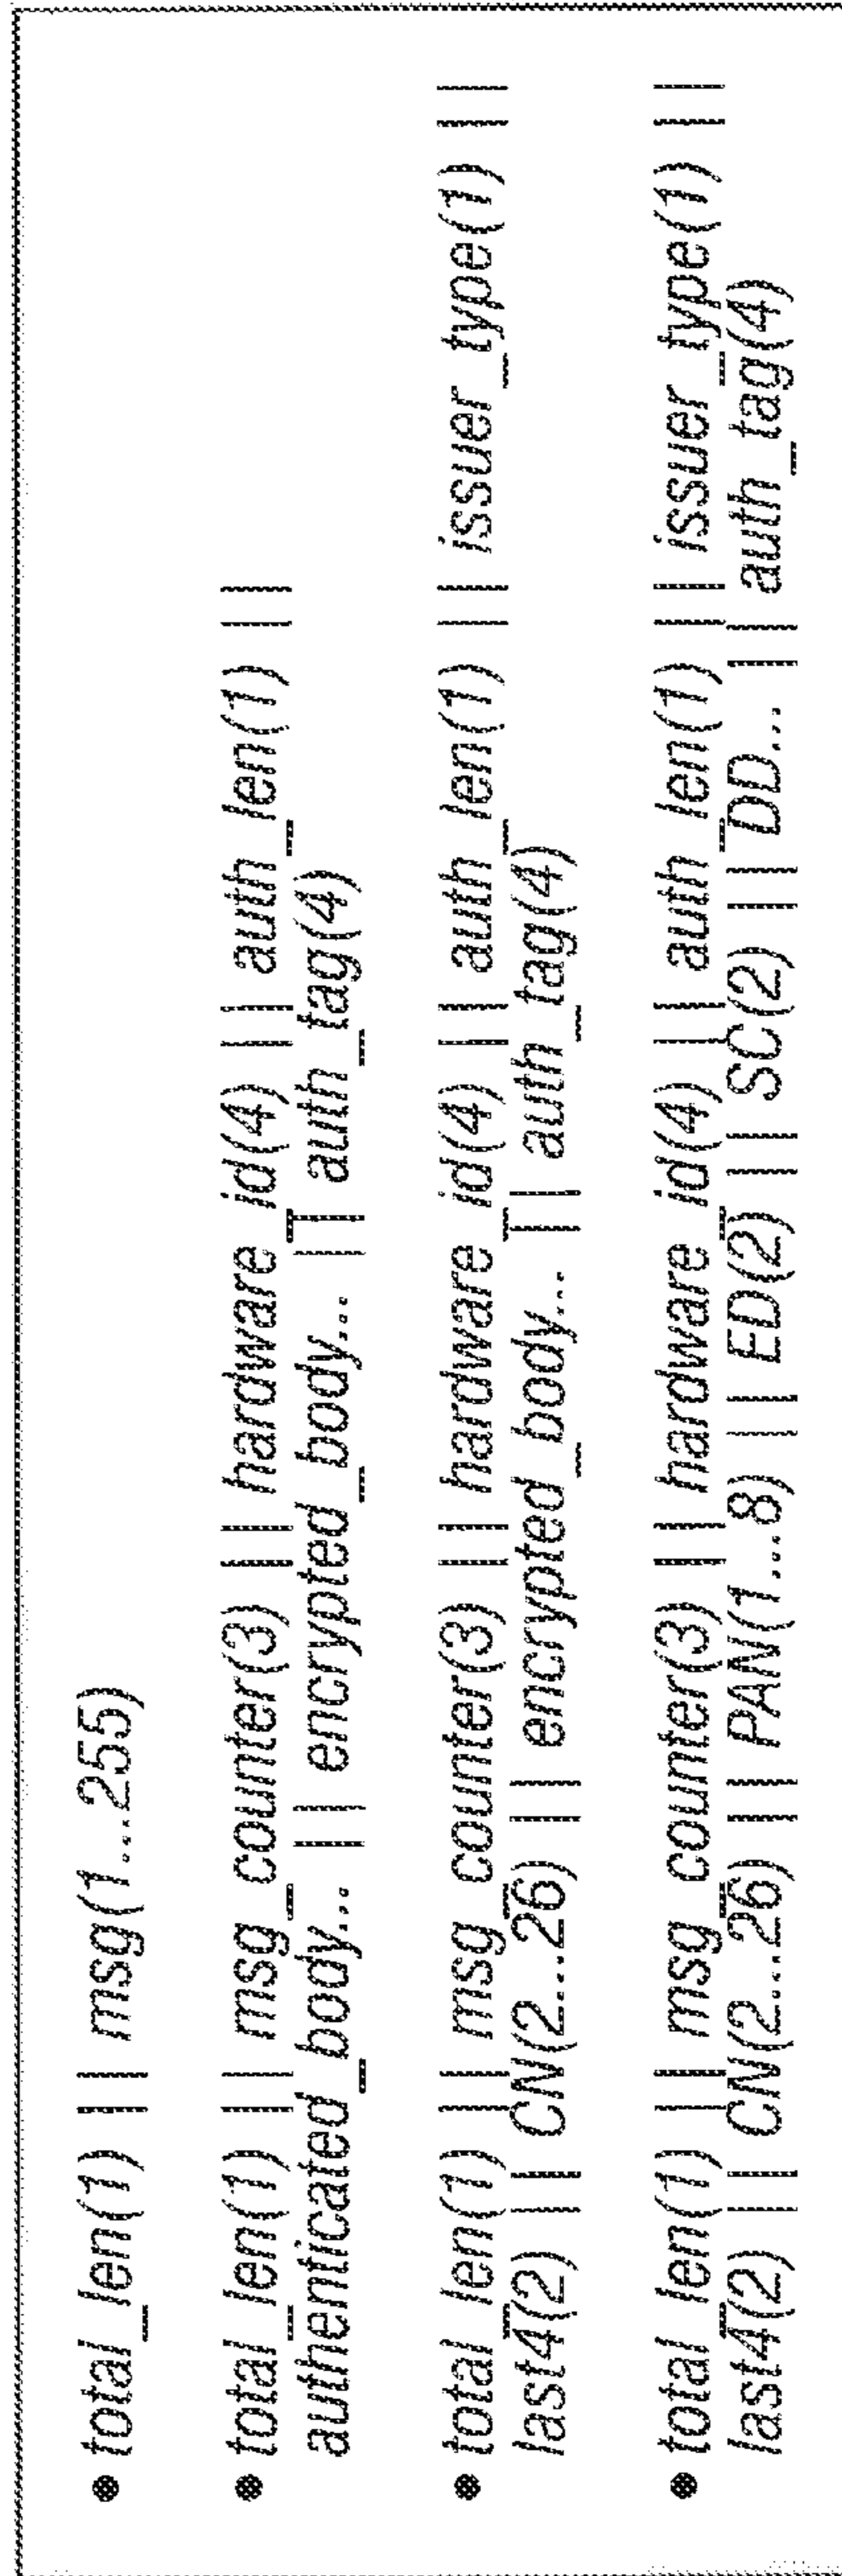 • total_len(1) || msg(1...255)
• total_len(1) || msg_counter(3) || hardware_id(4) || auth_len(1) ||
authenticated_body... || encrypted_body... || auth_tag(4)
• total_len(1) || msg_counter(3) || hardware_id(4) || auth_len(1) || issuer_type(1) ||
last4(2) || CN(2...26) || encrypted_body... || auth_tag(4)
• total_len(1) || msg_counter(3) || hardware_id(4) || auth_len(1) || issuer_type(1) ||
last4(2) || CN(2...26) || PAN(1...8) || ED(2) || SC(2) || DD... || auth_tag(4)